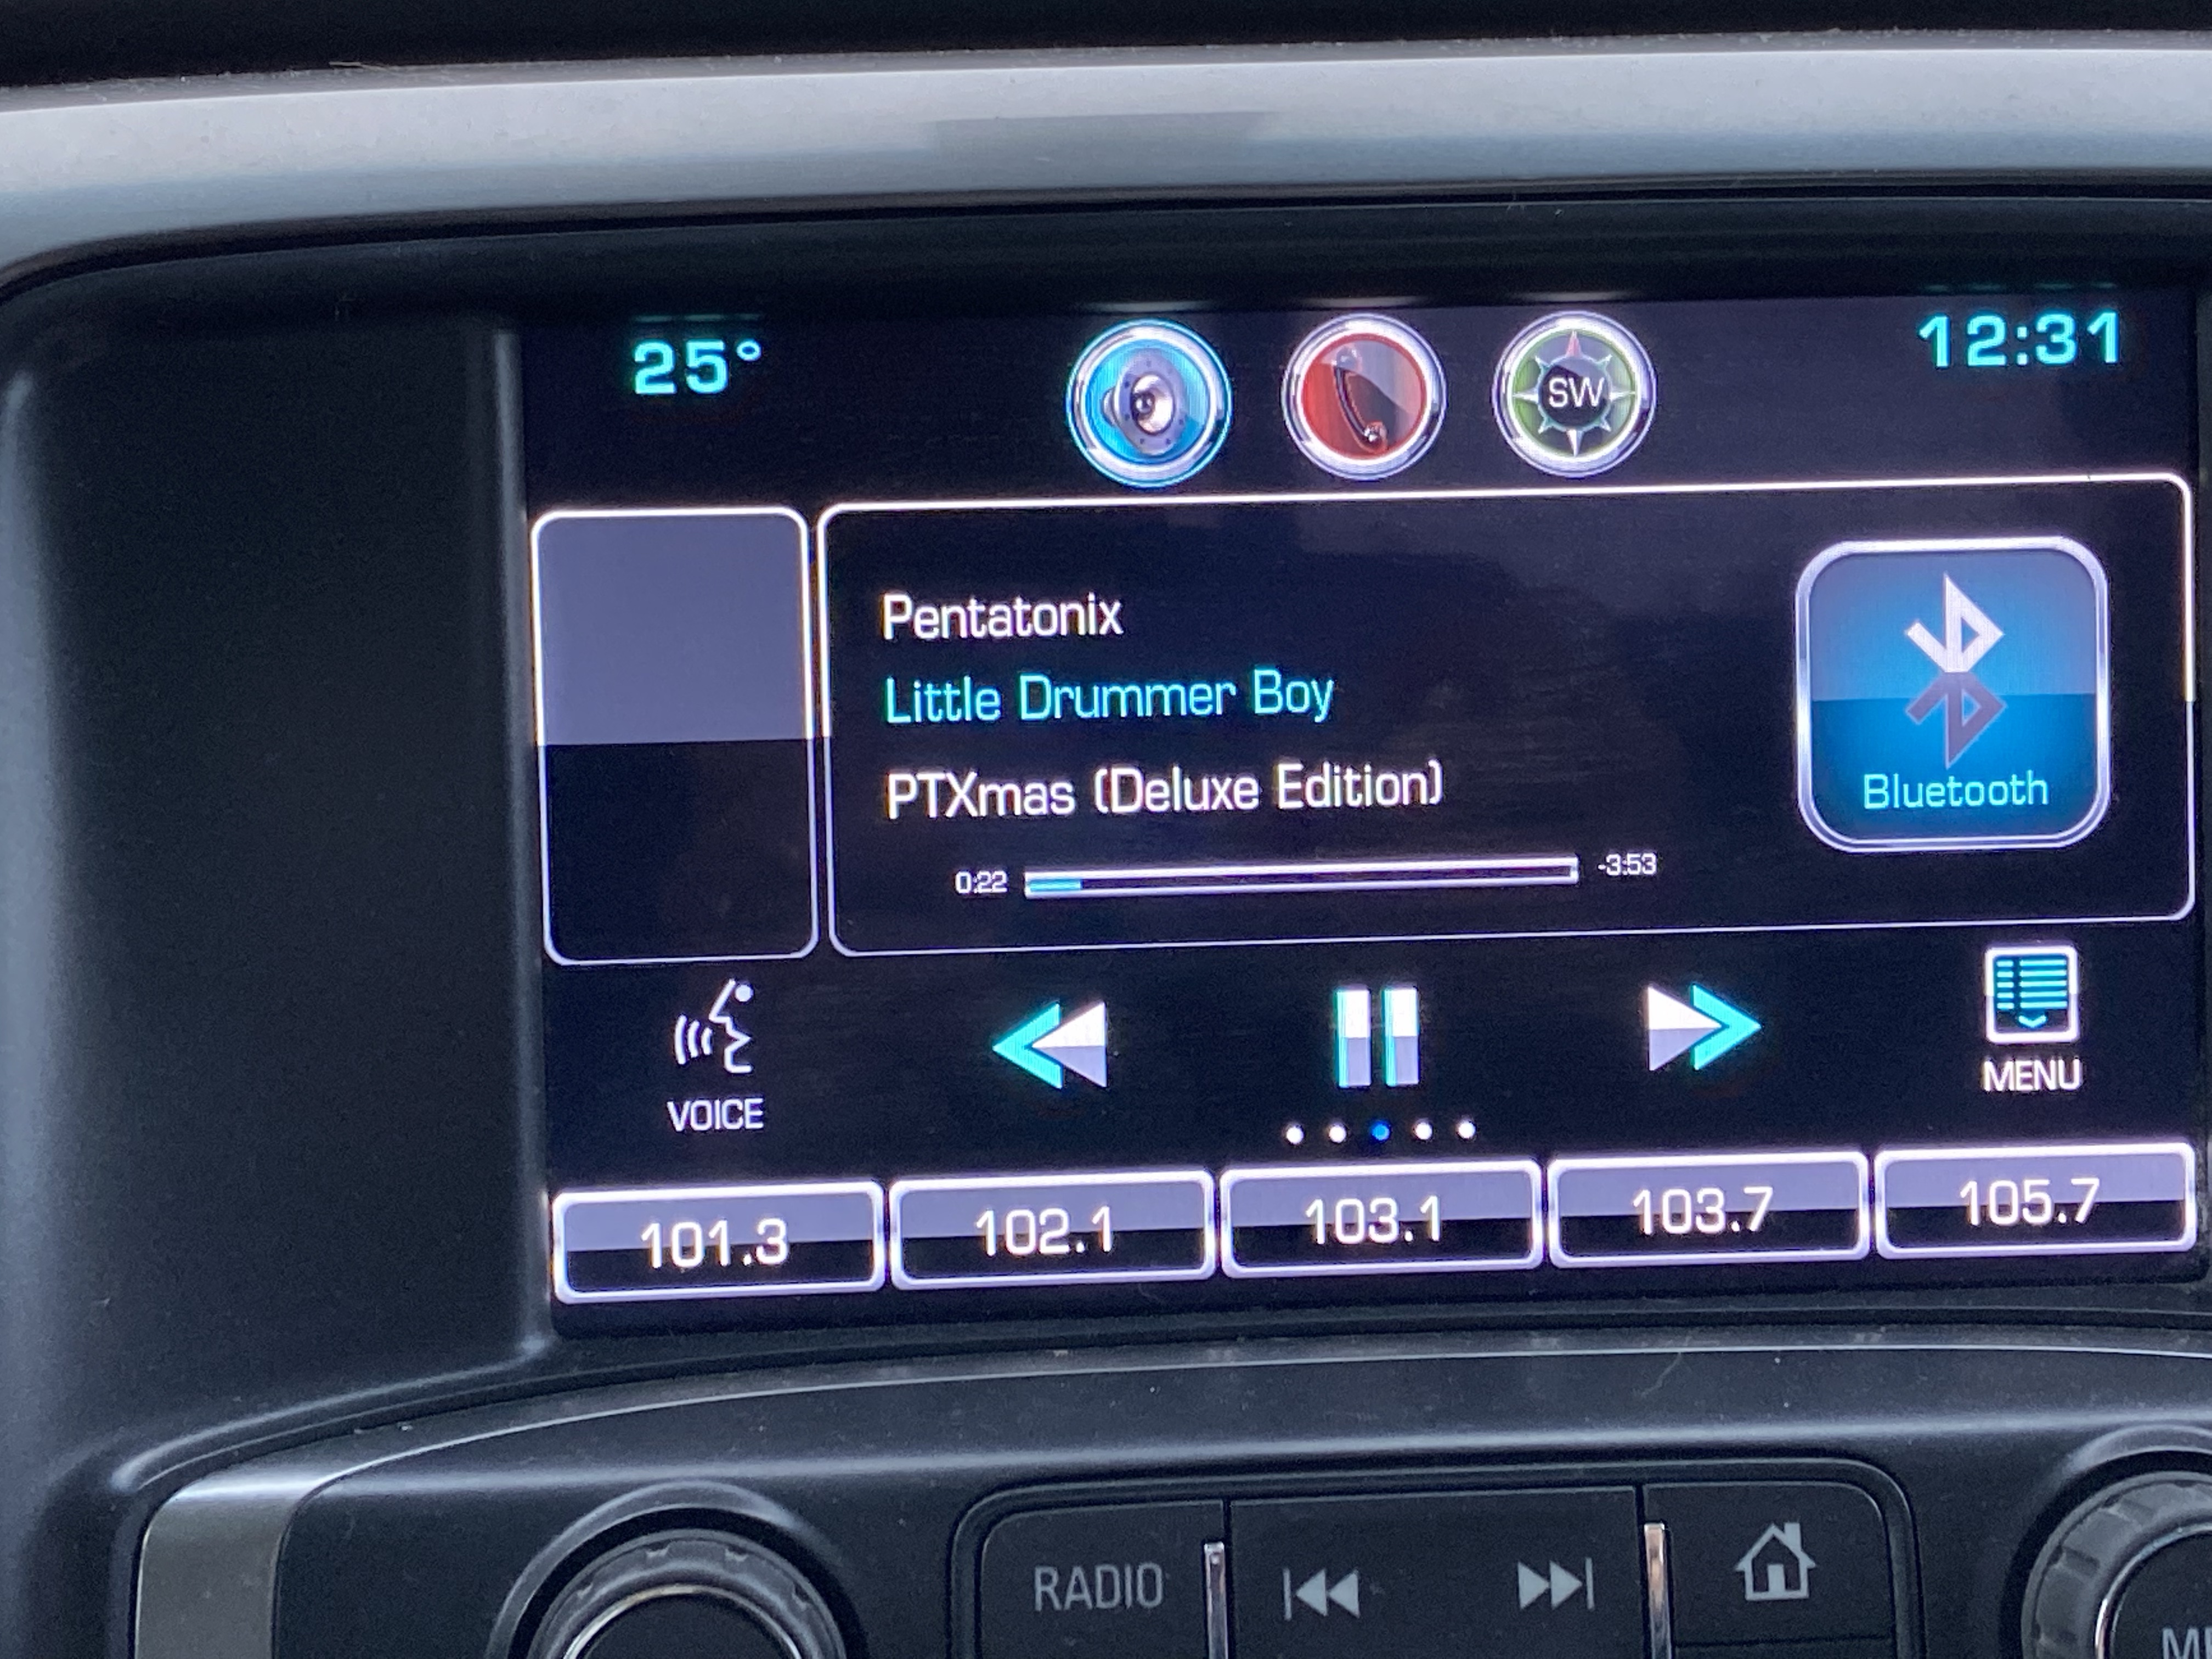 25°
SW
12:31
Pentatonix
Little Drummer Boy
PTXmas (Deluxe Edition)
Bluetooth
0:22
-3:53
VOICE
MENU
101.3
102.1
103.1
103.7
105.7
RADIO